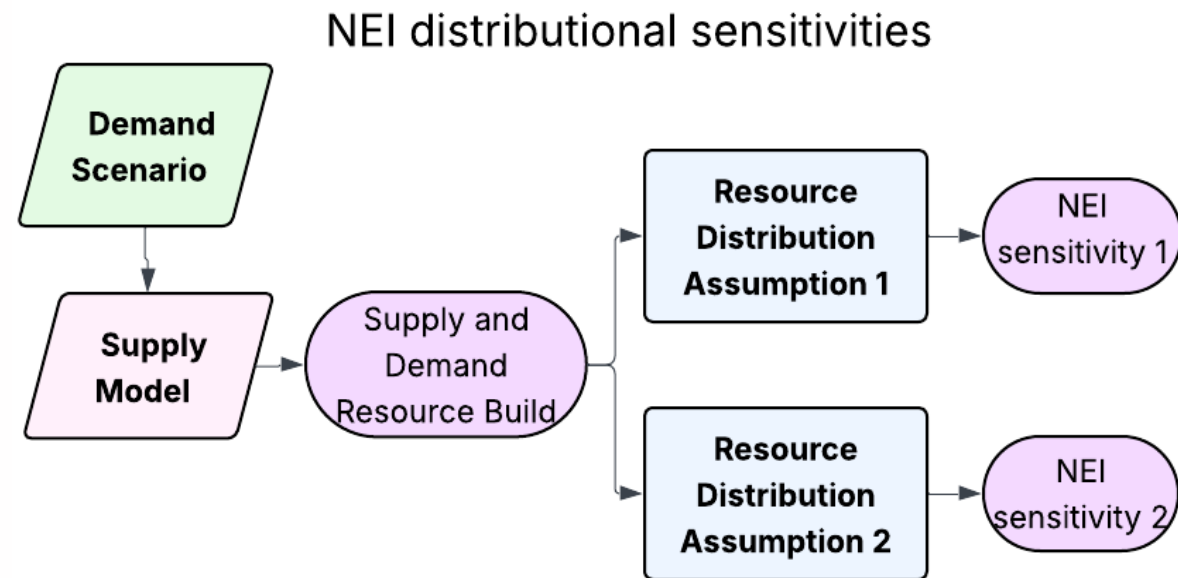 NEI distributional sensitivities
Demand
Scenario
Supply
Model
Supply and
Demand
Resource Build
Resource
Distribution
Assumption 1
NEI
sensitivity 1
Resource
Distribution
Assumption 2
NEI
sensitivity 2